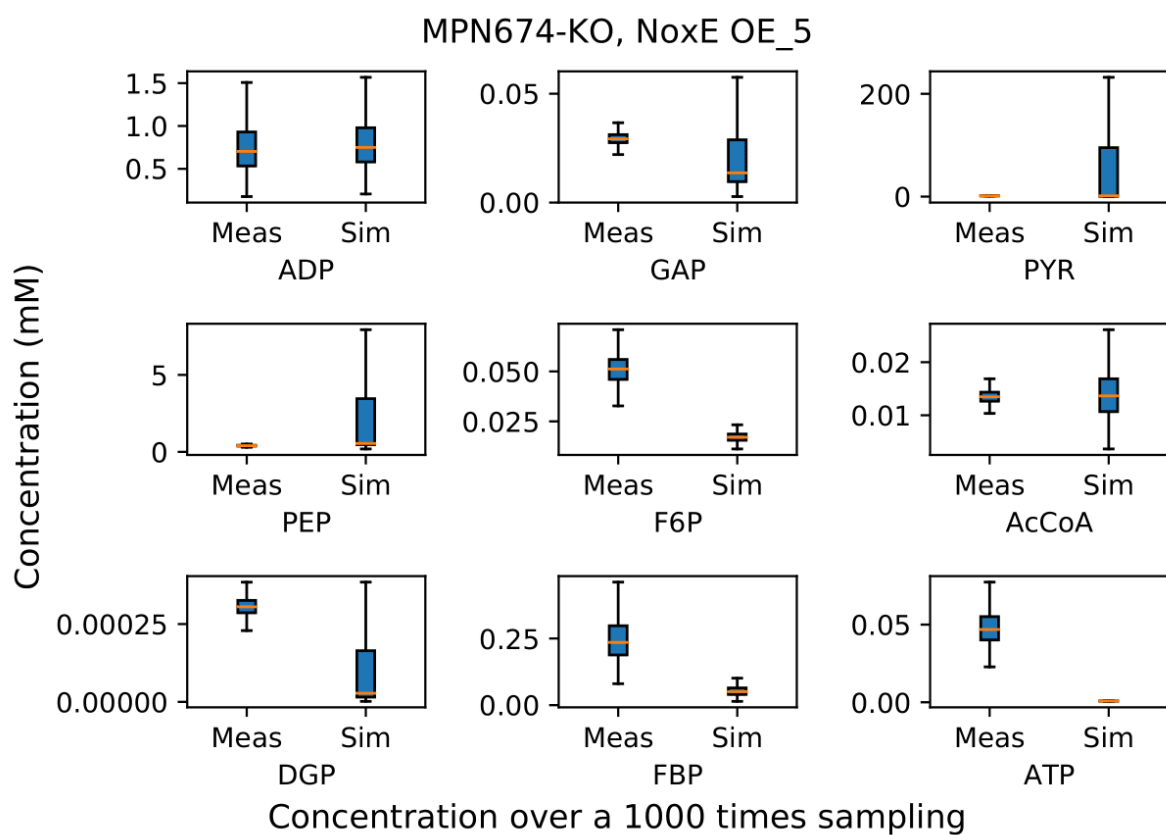 MPN674-KO, NoxE OE_5
1.5
1.0
0.5
Meas Sim
ADP
0.05
0.00
Meas Sim
GAP
200
0
Meas Sim
PYR
Concentration (mM)
5
0
Meas Sim
PEP
0.050
0.025
Meas Sim
F6P
0.02
0.01
Meas Sim
AcCoA
0.00025
0.00000
Meas Sim
DGP
0.25
0.00
Meas Sim
FBP
0.05
0.00
Meas Sim
ATP
Concentration over a 1000 times sampling